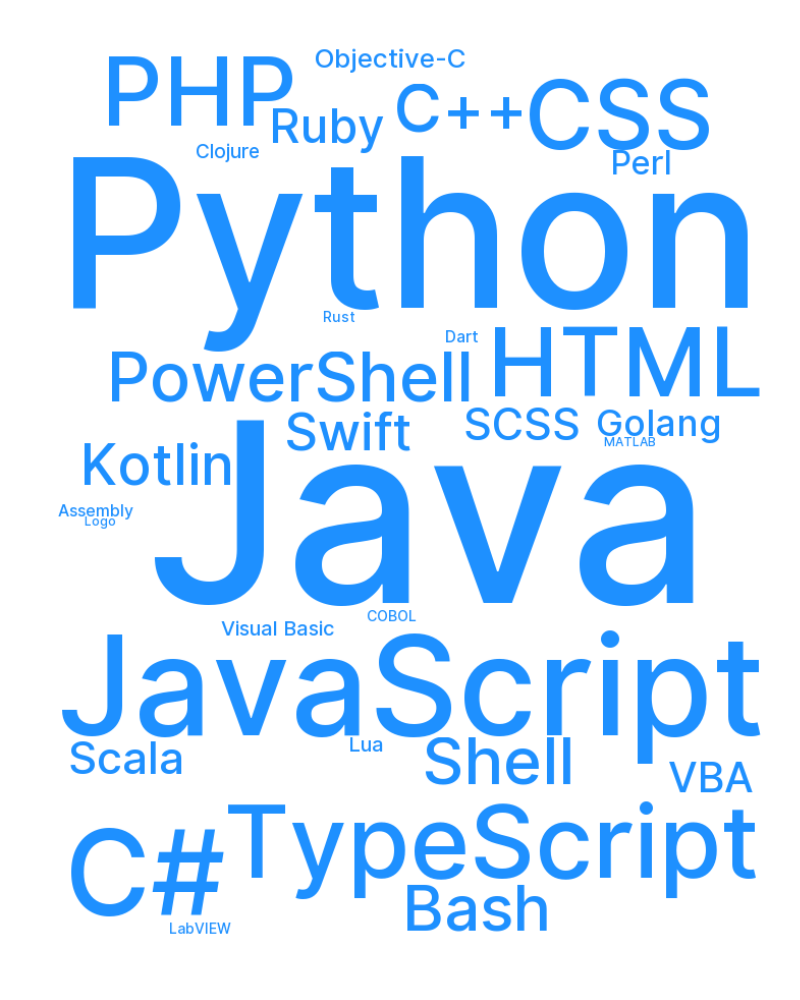 Objective-C
PHP
C++
CSS
Ruby
Clojure
Perl
Python
Rust
Dart
HTML
PowerShell
SCSS
Golang
Swift
MATLAB
Kotlin
Java
Assembly
Logo
COBOL
Visual Basic
JavaScript
Lua
Scala
Shell
VBA
TypeScript
C#
Bash
LabVIEW